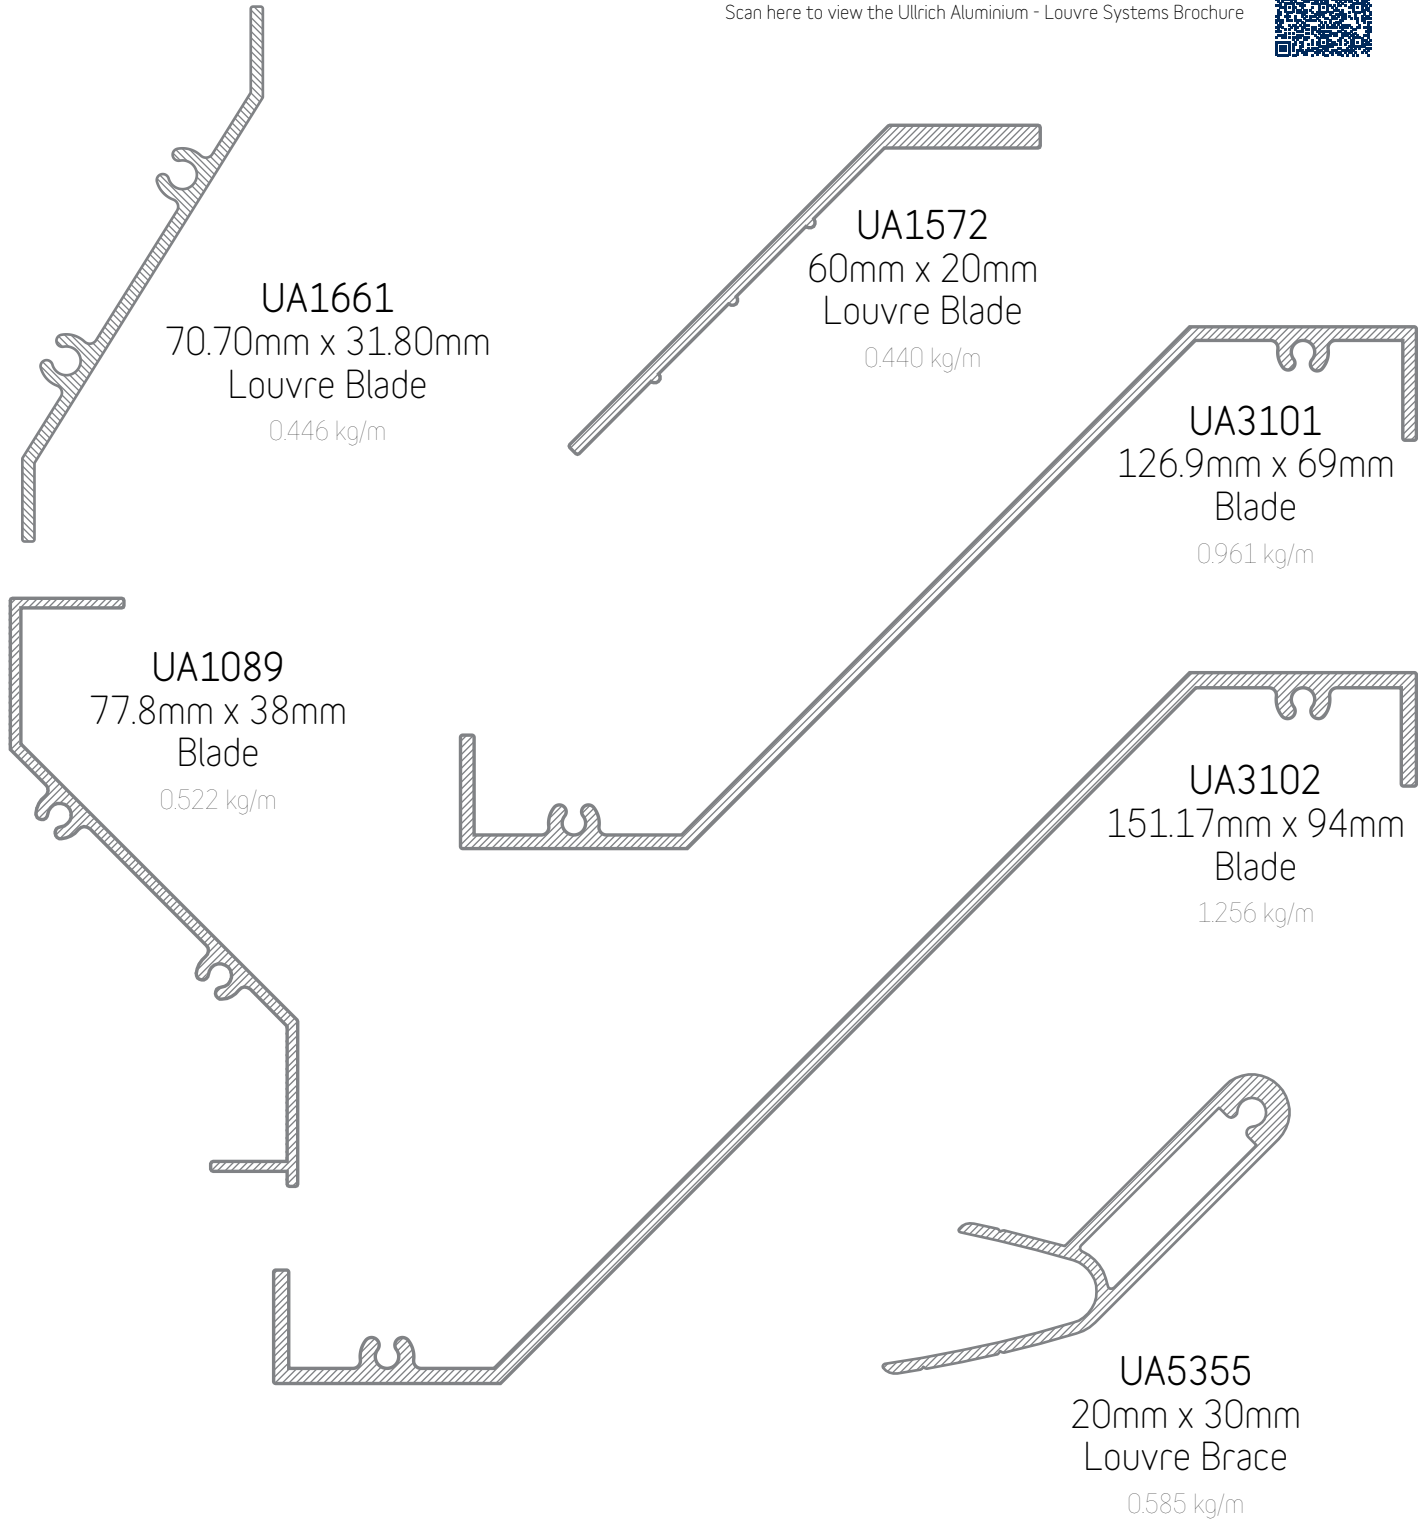 Scan here to view the Ullrich Aluminium - Louvre Systems Brochure
UA1661
70.70mm x 31.80mm
Louvre Blade
0.446 kg/m
UA1572
60mm x 20mm
Louvre Blade
0.440 kg/m
UA3101
126.9mm x 69mm
Blade
0.961 kg/m
UA1089
77.8mm x 38mm
Blade
0.522 kg/m
UA3102
151.17mm x 94mm
Blade
1.256 kg/m
UA5355
20mm x 30mm
Louvre Brace
0.585 kg/m